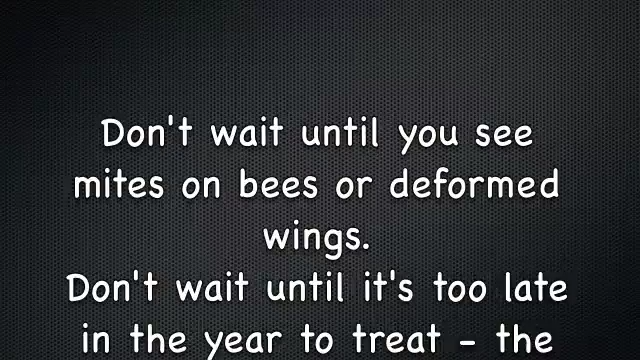 Don't wait until you see
mites on bees or deformed
wings.
Don't wait until it's too late
in the year to treat - the